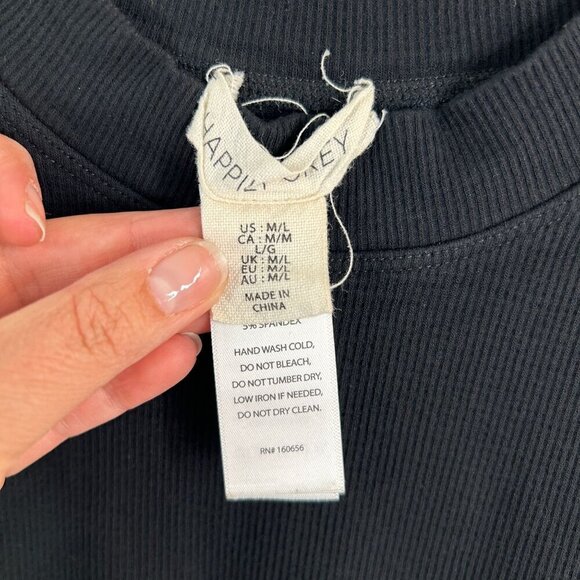 HAPPILY GREY
US : M/L
CA : M/M
L/G
UK : M/L
EU : M/L
AU : M/L
MADE IN
CHINA
5% SPANDEX
HAND WASH COLD,
DO NOT BLEACH,
DO NOT TUMBER DRY,
LOW IRON IF NEEDED,
DO NOT DRY CLEAN.
RN# 160656